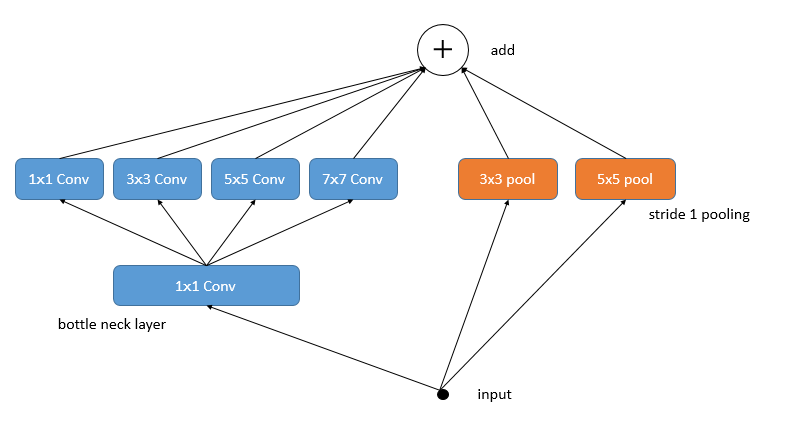 +
add
1x1 Conv
3x3 Conv
5x5 Conv
7x7 Conv
3x3 pool
5x5 pool
stride 1 pooling
1x1 Conv
bottle neck layer
input